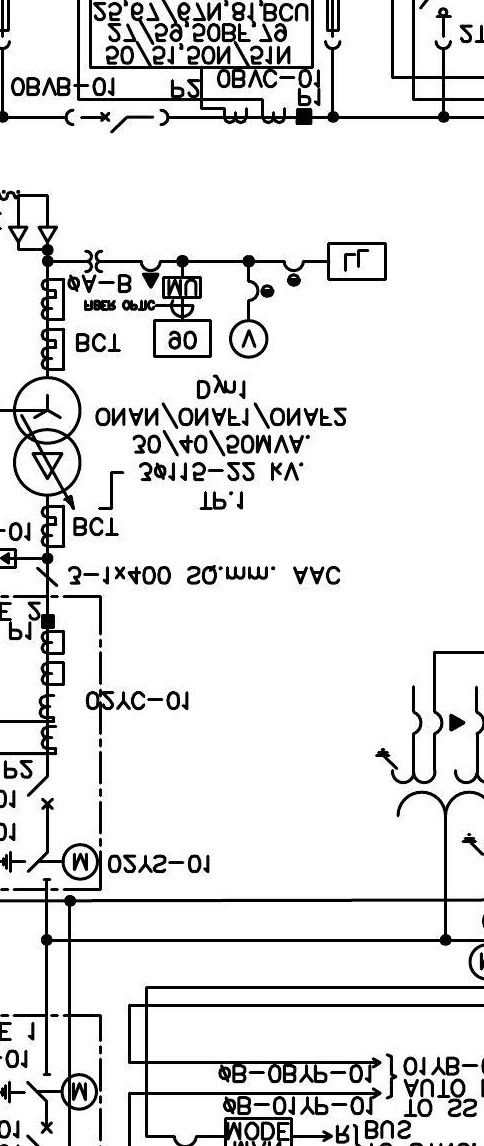 MODE
R/BUS
øB-01YP-01
TO SS
AUTO
øB-0BYP-01
01YB-0
-01
E 1
M
M
02YS-01
01
01
P2
02YC-01
P1
E 2
3-1x400 SQ.mm. AAC
-01
BCT
TP.1
3ø115-22 kV.
30/40/50MVA.
ONAN/ONAF1/ONAF2
Dyn1
BCT
90
V
FIBER OPTIC
MU
øA-B
LL
P1
P2
0BVB-01
0BVC-01
50/51,50N/51N
27/59,50BF,79
25,67/67N,81,BCU